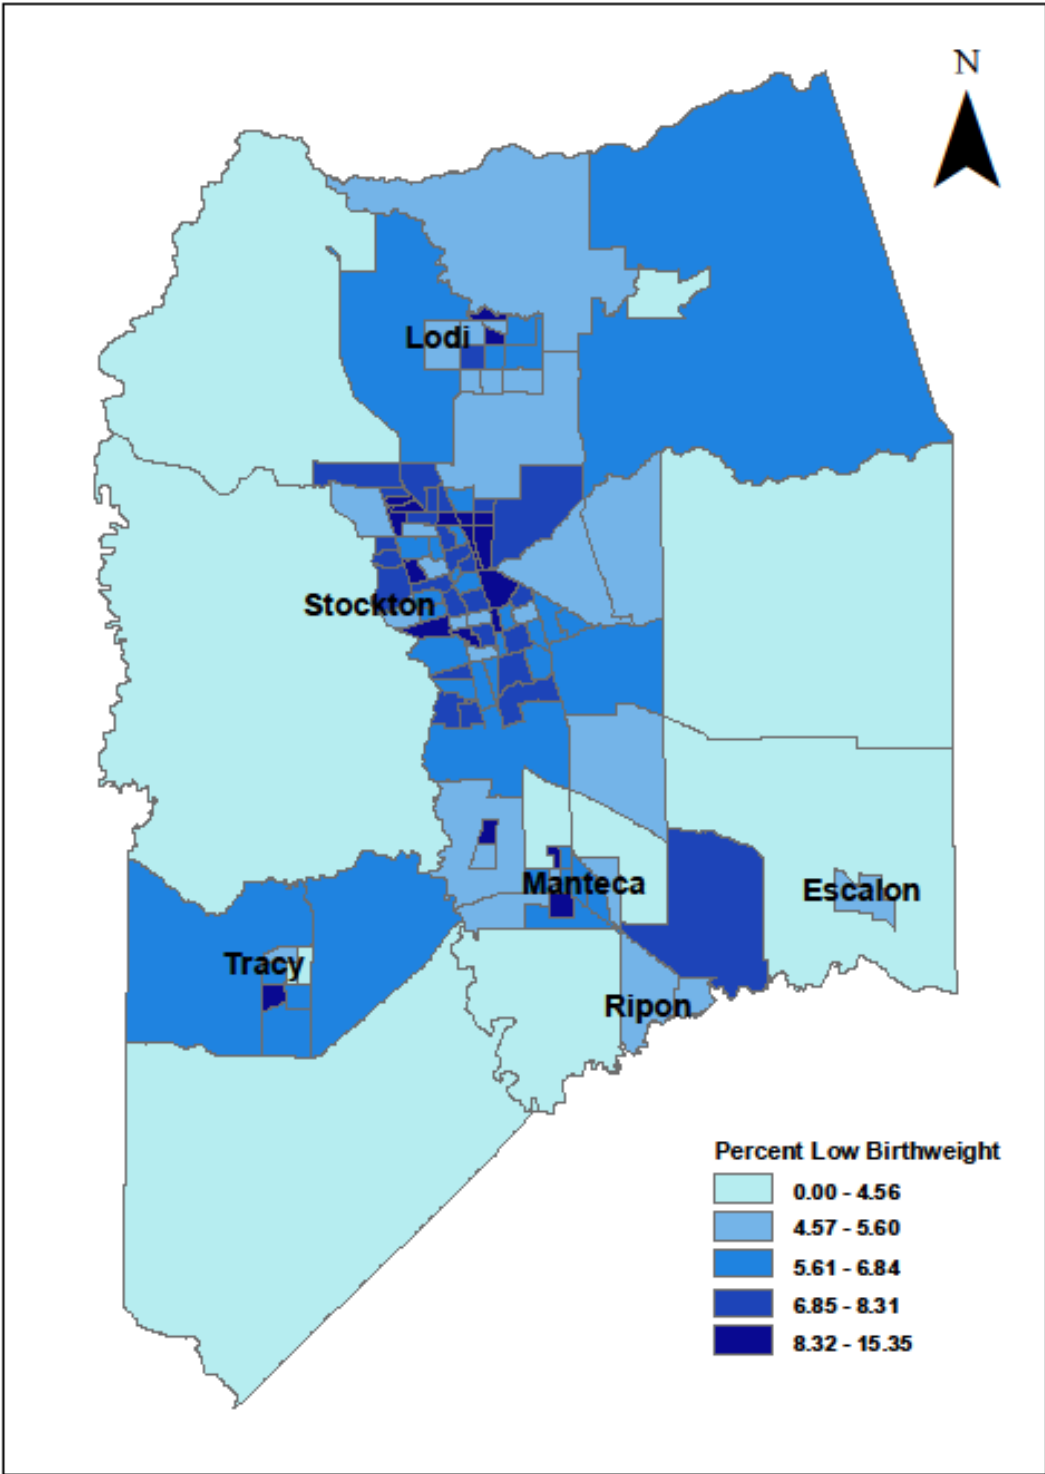 N
Lodi
Stockton
Manteca
Escalon
Tracy
Ripon
Percent Low Birthweight
0.00 - 4.56
4.57 - 5.60
5.61 - 6.84
6.85 - 8.31
8.32 - 15.35